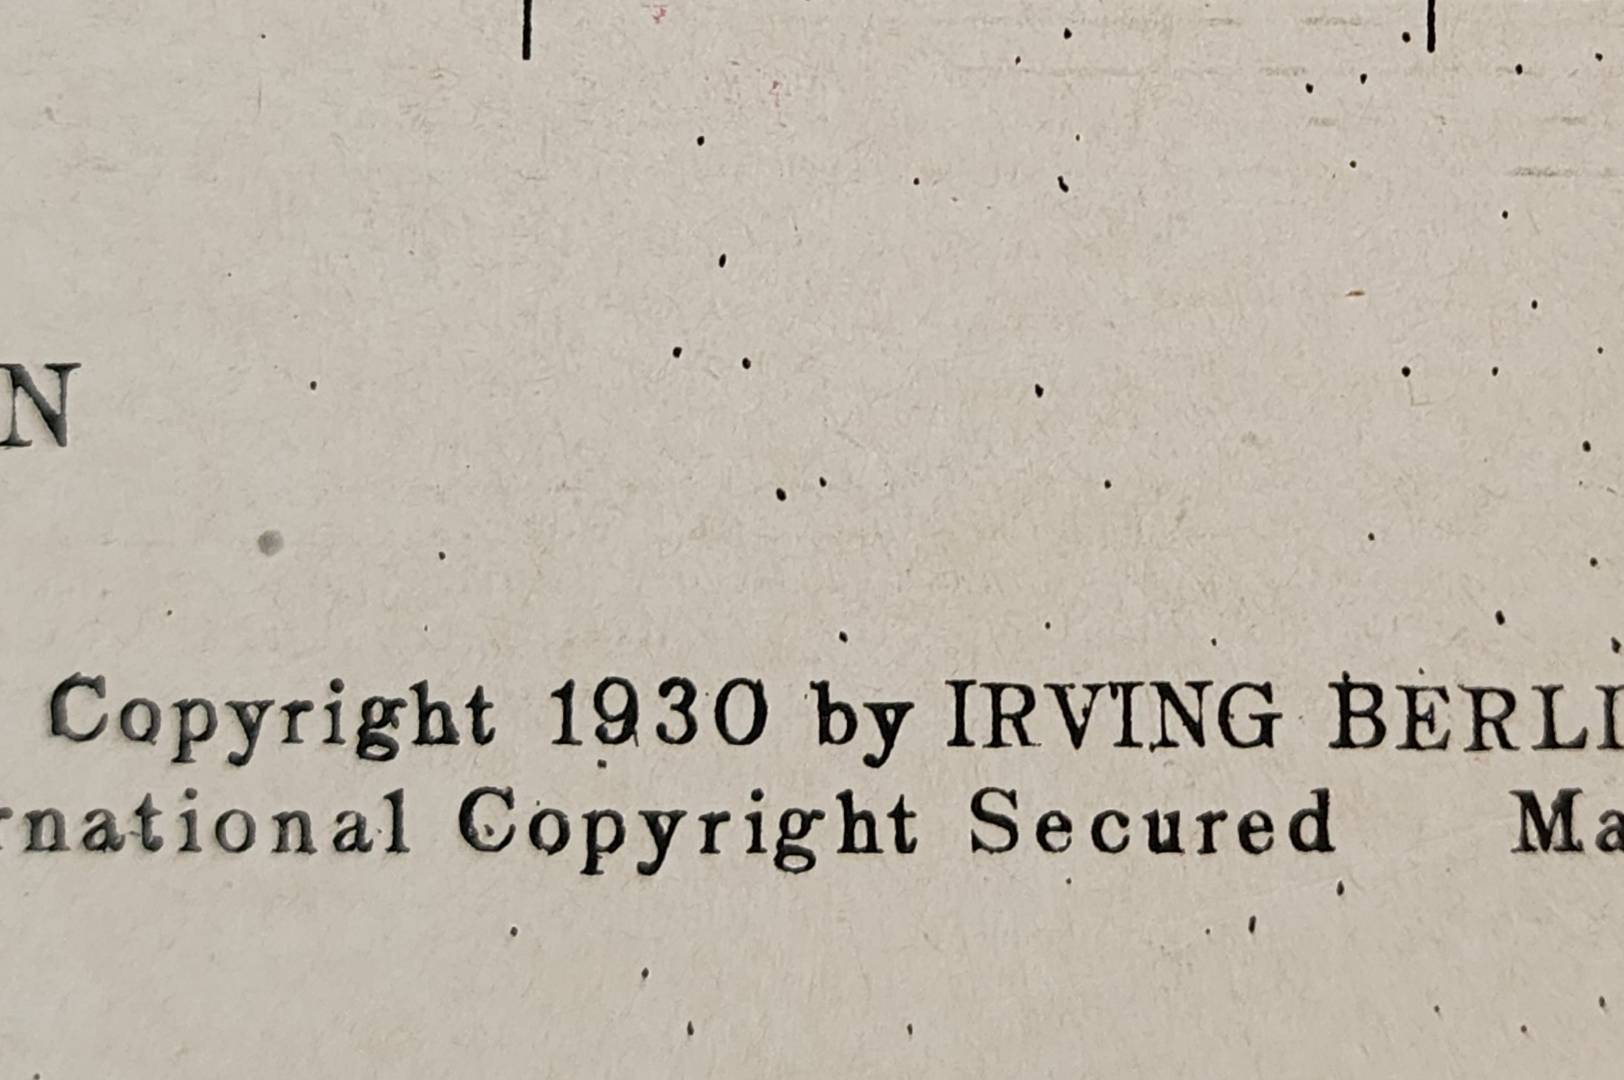 N
Copyright 1930 by IRVING BERLI
rnational Copyright Secured Ma